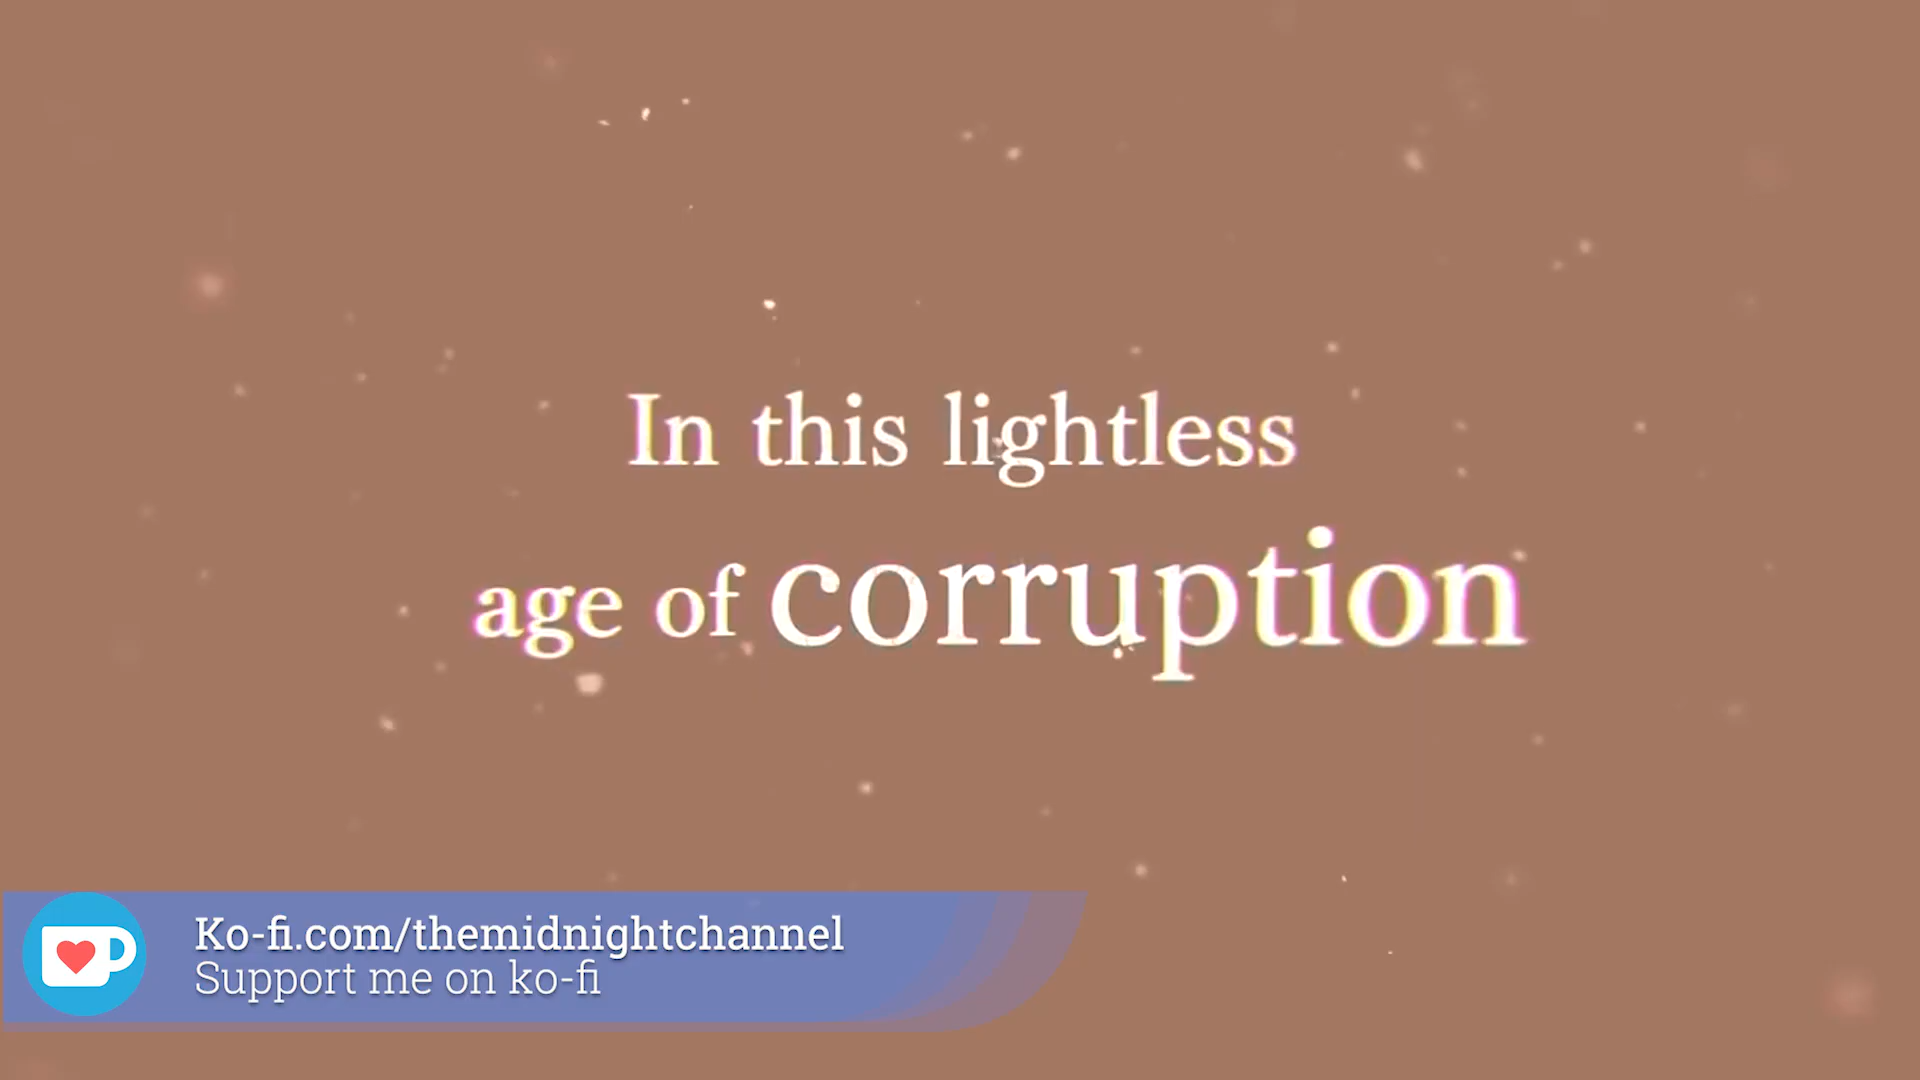 In this lightless
age of corruption
Ko-fi.com/themidnightchannel
Support me on ko-fi